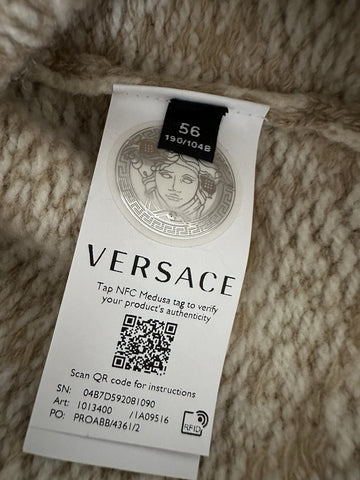 56
190/104B
VERSACE
Tap NFC Medusa tag to verify
your product's authenticity
Scan QR code for instructions
SN: 04B7D592081090
Art: 1013400 /1A09516
PO: PROABB/4361/2
RFID